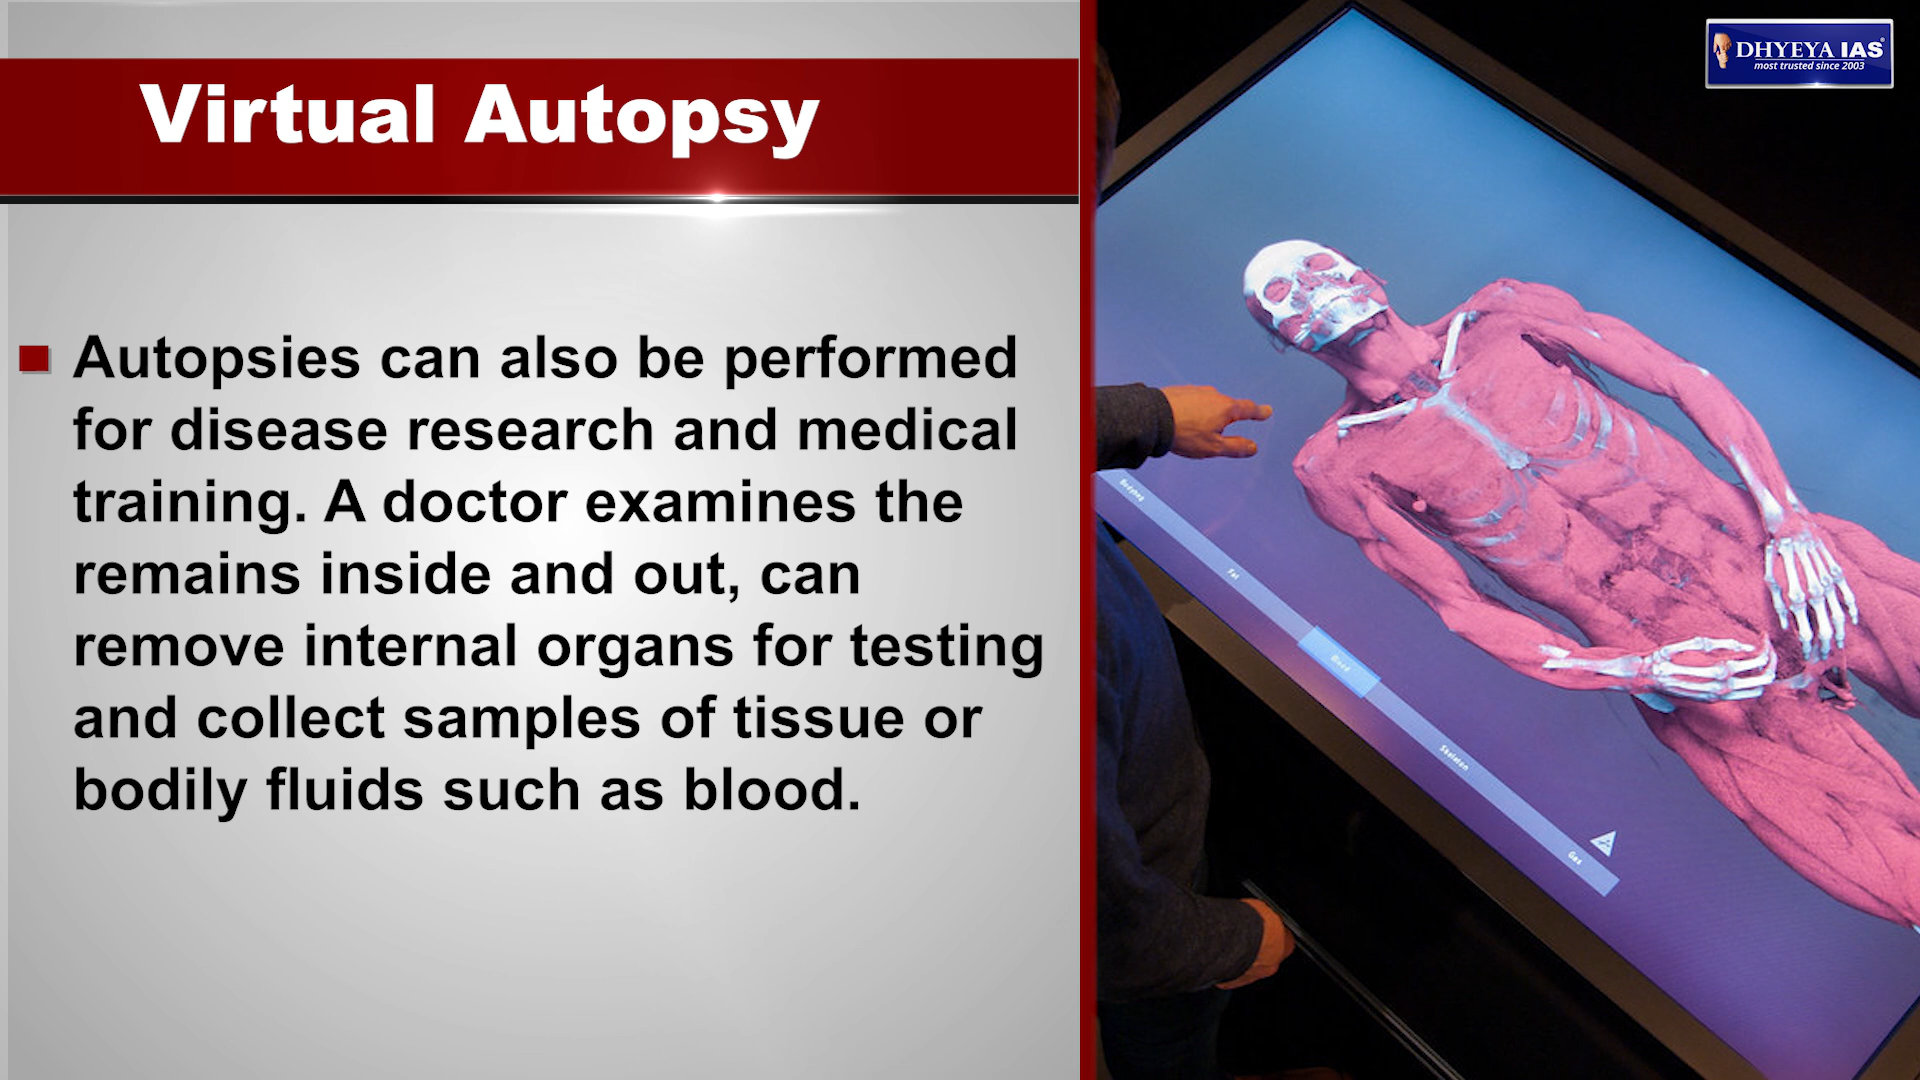 Virtual Autopsy
Autopsies can also be performed
for disease research and medical
training. A doctor examines the
remains inside and out, can
remove internal organs for testing
and collect samples of tissue or
bodily fluids such as blood.
DHYEYA IAS
most trusted since 2003
Fat
Skeleton
Gas